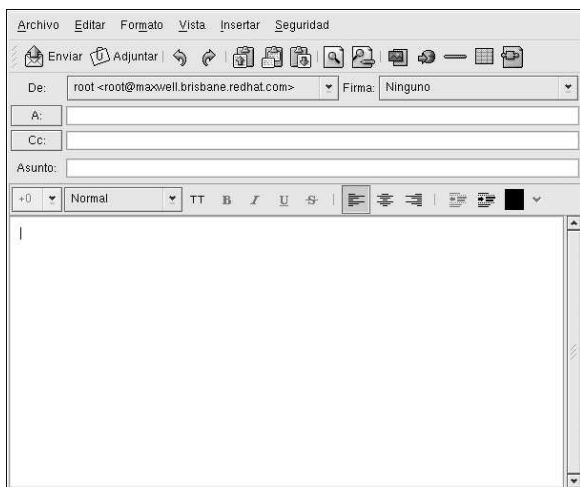 Archivo Editar Formato Vista Insertar Seguridad
Enviar Adjuntar
De: root <root@maxwell.brisbane.redhat.com> Firma: Ninguno
A:
Cc:
Asunto:
+0 Normal TT B I U S